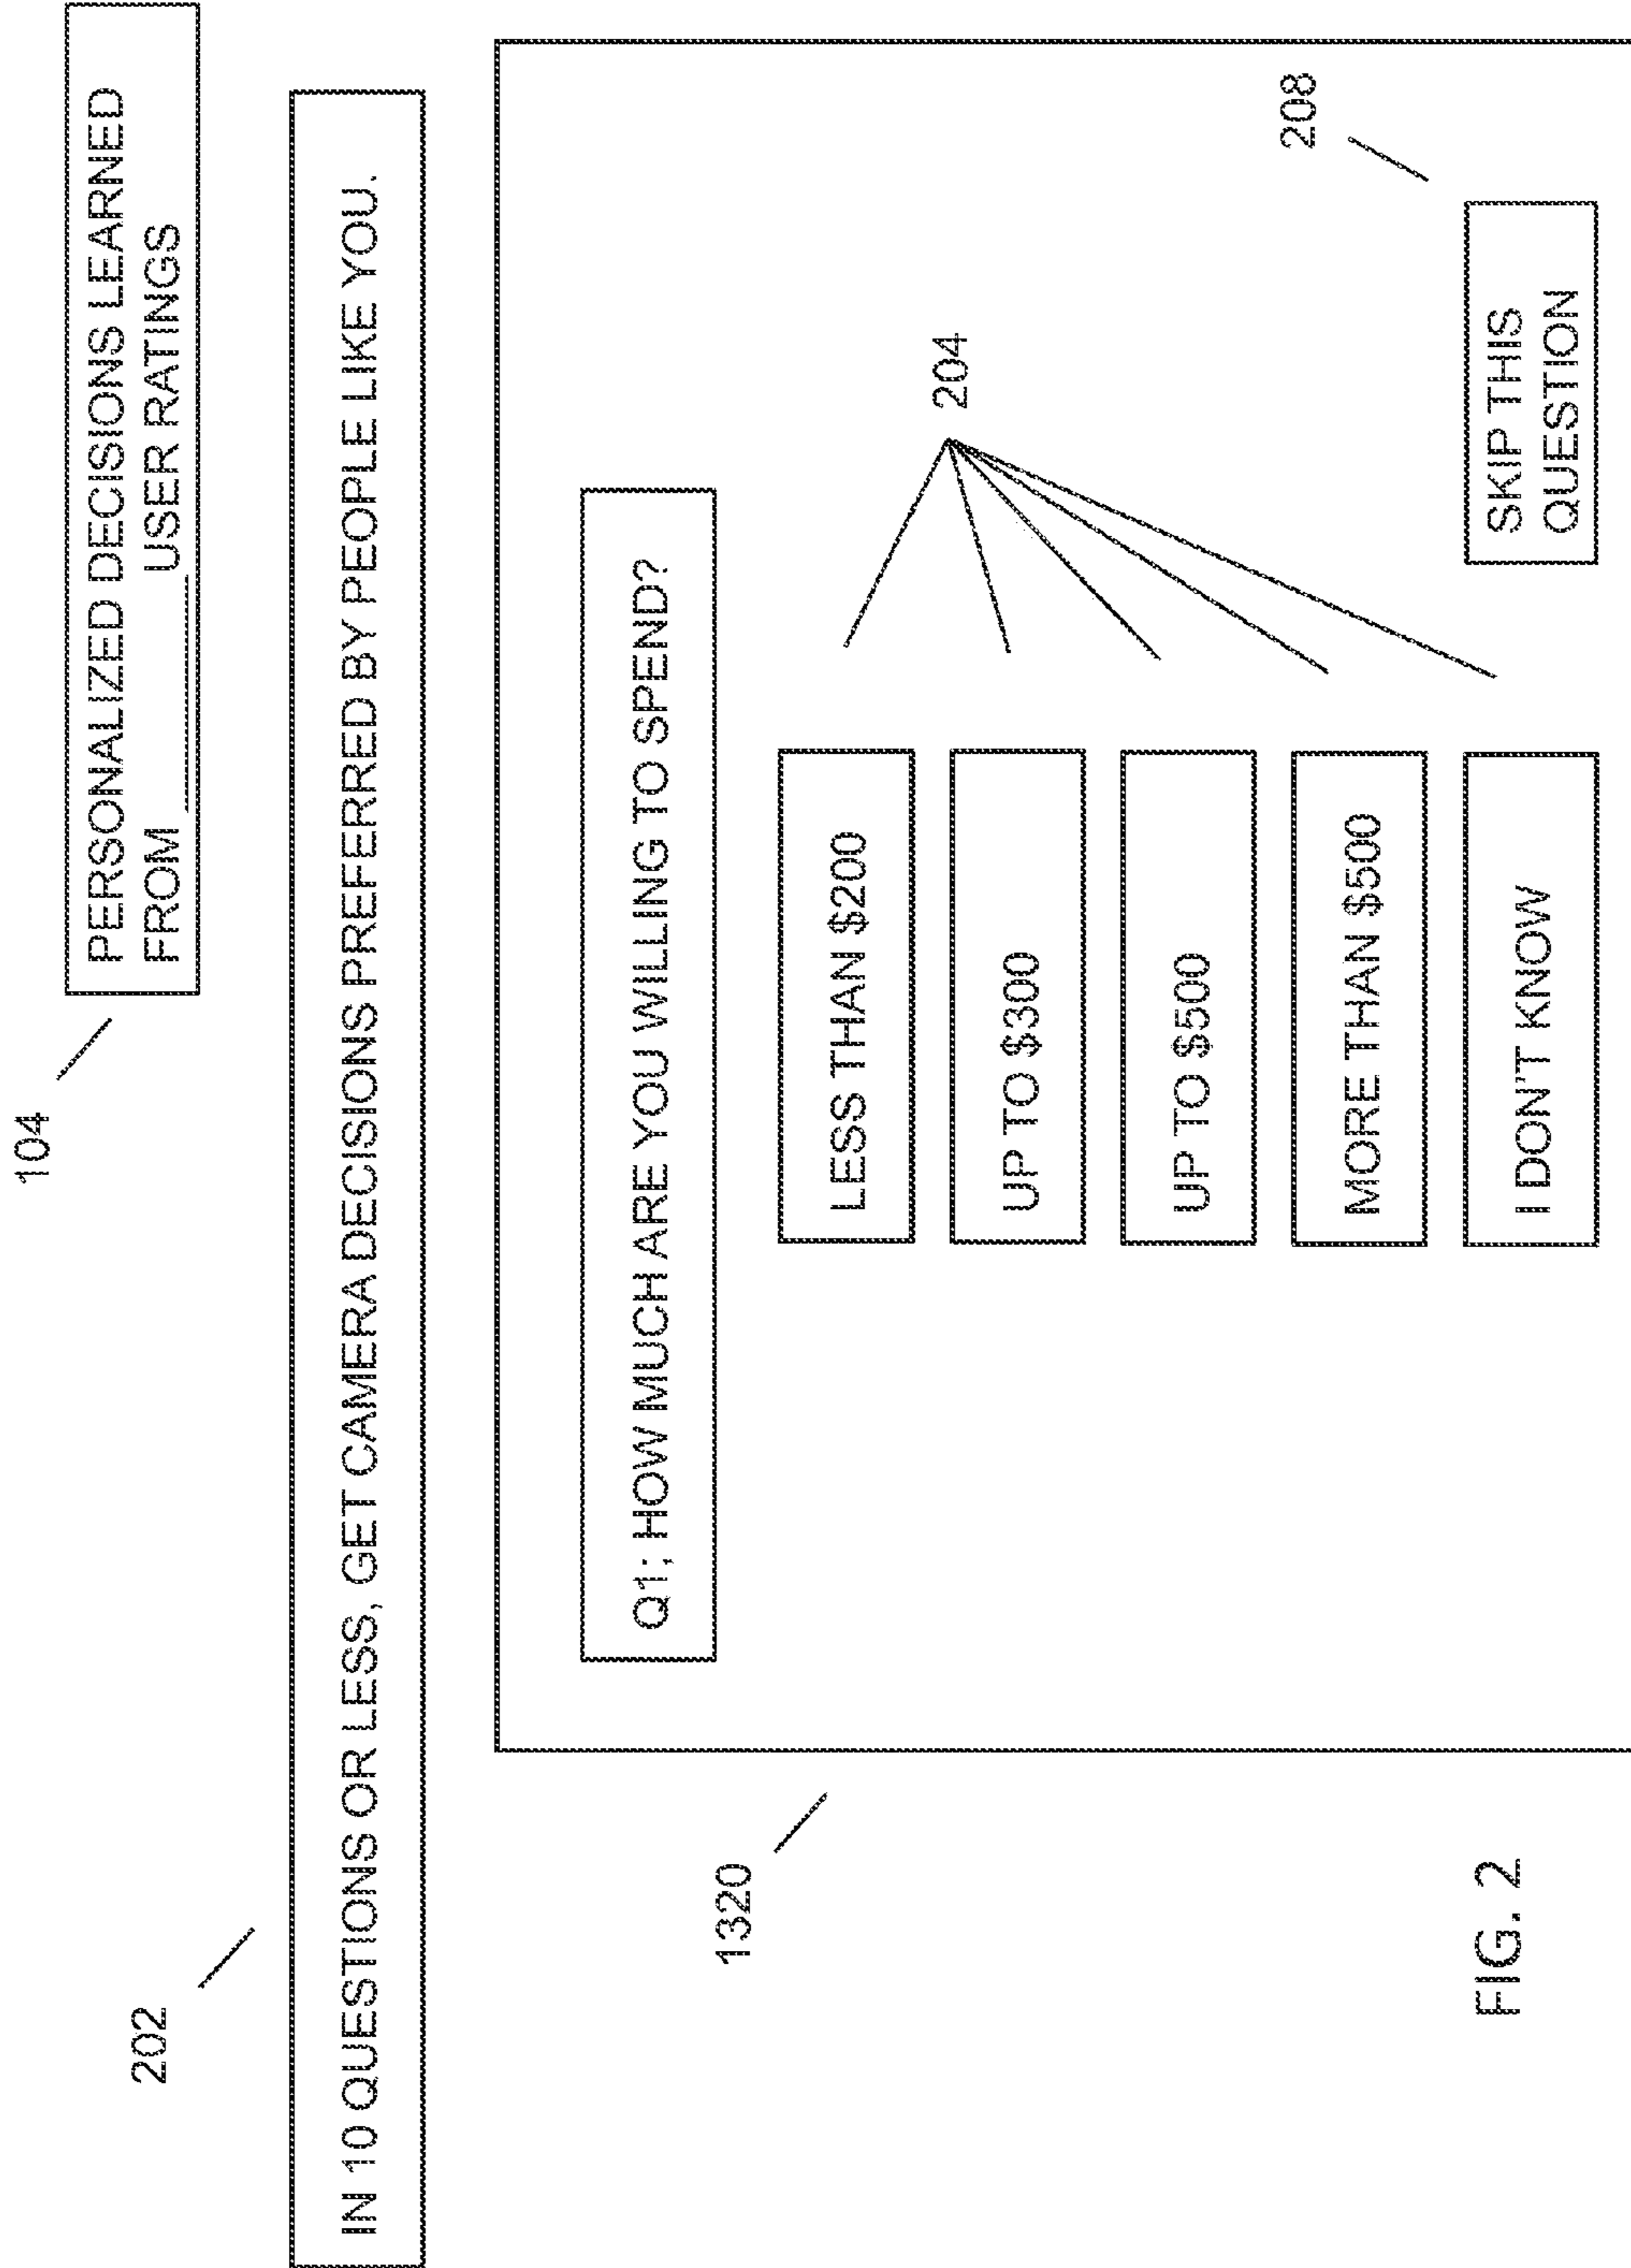 104
PERSONALIZED DECISIONS LEARNED
FROM ________ USER RATINGS
202
IN 10 QUESTIONS OR LESS, GET CAMERA DECISIONS PREFERRED BY PEOPLE LIKE YOU.
1320
Q1; HOW MUCH ARE YOU WILLING TO SPEND?
204
LESS THAN $200
UP TO $300
UP TO $500
MORE THAN $500
I DON'T KNOW
208
SKIP THIS
QUESTION
FIG. 2